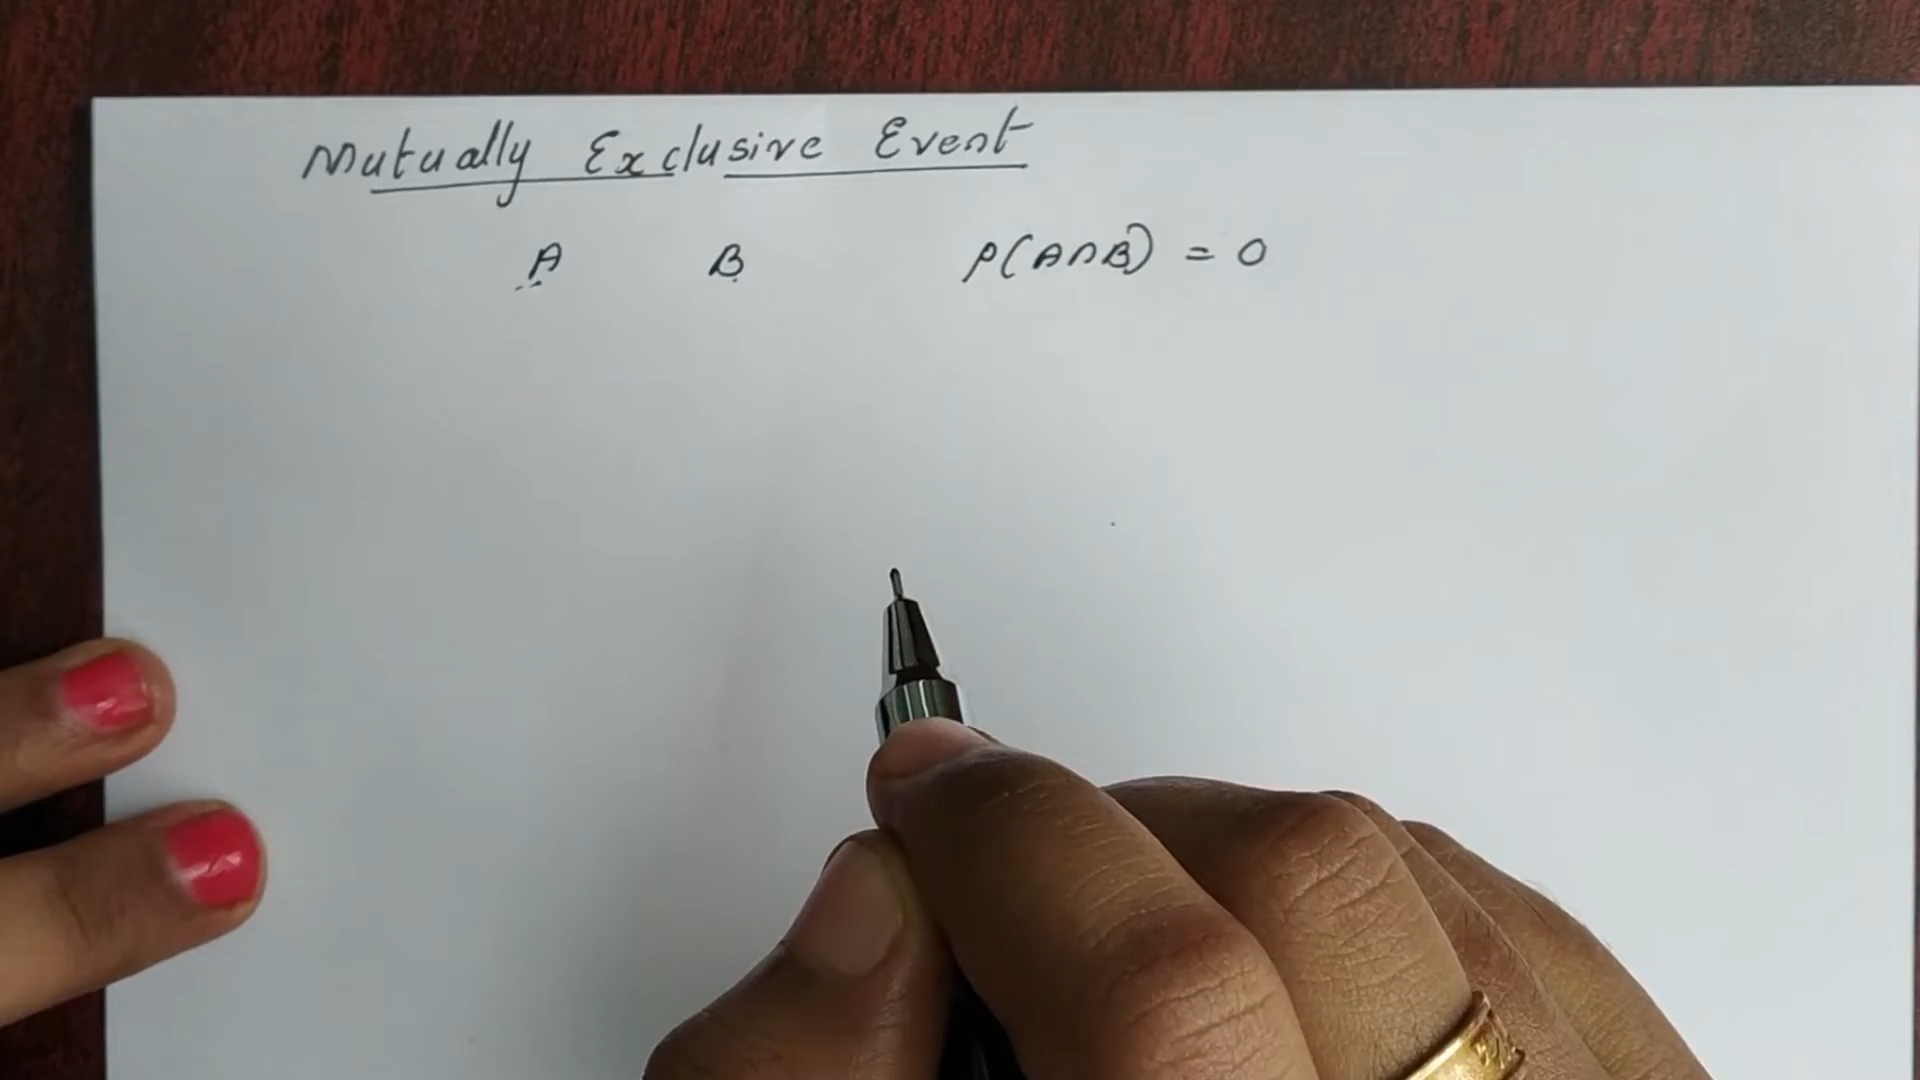 Mutually Exclusive Event
A B P(A∩B) = 0